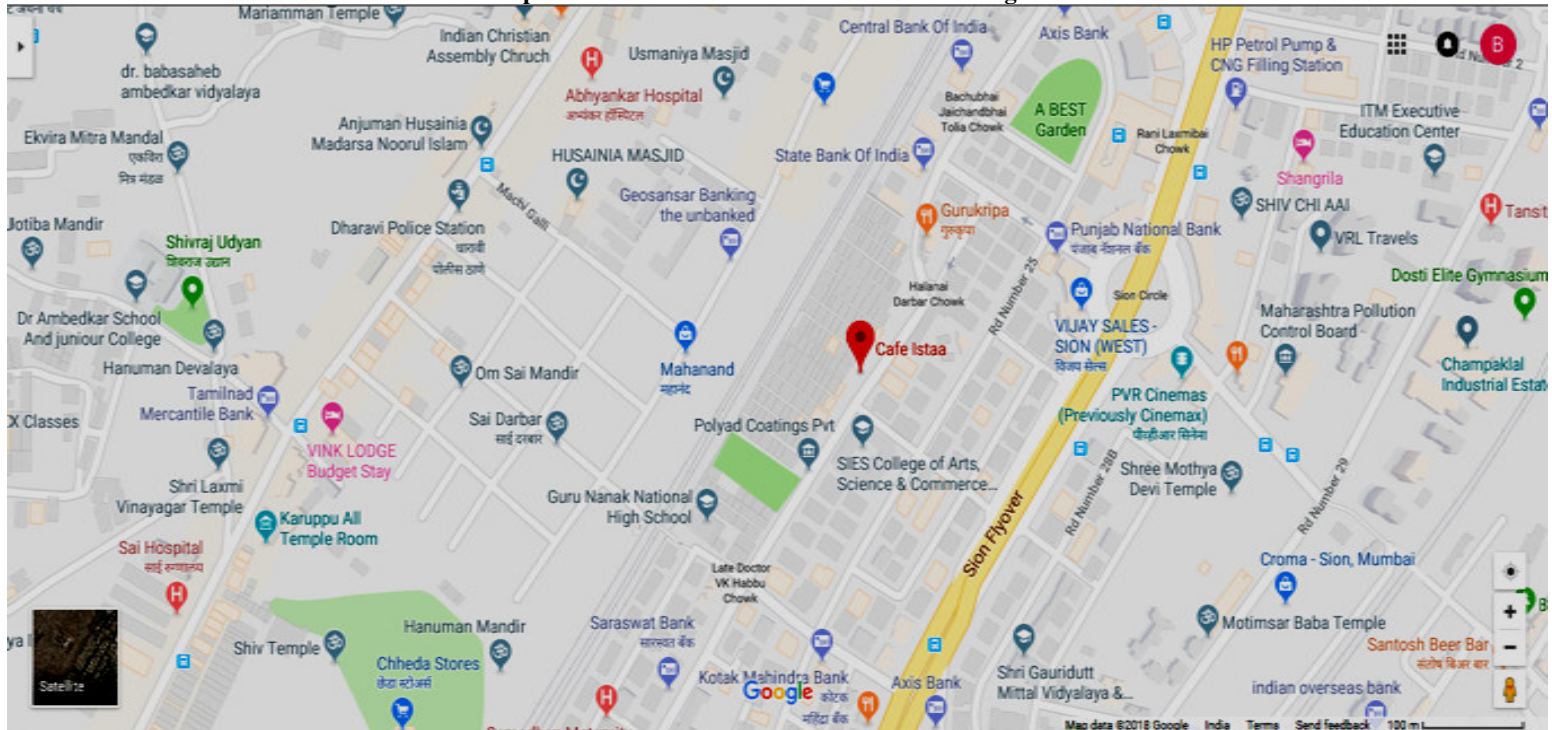 Mariamman Temple
Indian Christian
Assembly Chruch
Usmaniya Masjid
Central Bank Of India
Axis Bank
HP Petrol Pump &
CNG Filling Station
B
dr. babasaheb
ambedkar vidyalaya
Abhyankar Hospital
अभ्यंकर हॉस्पिटल
Bachubhai
Jaichandbhai
Tolia Chowk
A BEST
Garden
Rani Laxmibai
Chowk
ITM Executive
Education Center
Ekvira Mitra Mandal
एकविरा
मित्र मंडळ
Anjuman Husainia
Madarsa Noorul Islam
HUSAINIA MASJID
State Bank Of India
Shangrila
Machi Galli
Geosansar Banking
the unbanked
Gurukripa
गुरुकृपा
SHIV CHI AAI
Tansit
Jotiba Mandir
Shivraj Udyan
शिवराज उद्यान
Dharavi Police Station
धारावी
पोलीस ठाणे
Punjab National Bank
पंजाब नॅशनल बँक
VRL Travels
Rd Number 25
Halanai
Darbar Chowk
Sion Circle
Dosti Elite Gymnasium
Dr Ambedkar School
And juniour College
VIJAY SALES -
SION (WEST)
विजय सेल्स
Maharashtra Pollution
Control Board
Hanuman Devalaya
Om Sai Mandir
Mahanand
महानंद
Cafe Istaa
Champaklal
Industrial Estat
Tamilnad
Mercantile Bank
X Classes
PVR Cinemas
(Previously Cinemax)
पीव्हीआर सिनेमा
Sai Darbar
साई दरबार
Polyad Coatings Pvt
VINK LODGE
Budget Stay
SIES College of Arts,
Science & Commerce...
Shree Mothya
Devi Temple
Rd Number 28B
Rd Number 29
Shri Laxmi
Vinayagar Temple
Guru Nanak National
High School
Karuppu All
Temple Room
Sion Flyover
Sai Hospital
साई रुग्णालय
Late Doctor
VK Habbu
Chowk
Croma - Sion, Mumbai
Motimsar Baba Temple
Saraswat Bank
सारस्वत बँक
Hanuman Mandir
Shiv Temple
Santosh Beer Bar
संतोष बिअर बार
Chheda Stores
छेडा स्टोअर्स
Kotak Mahindra Bank
कोटक
महिंद्रा बँक
Axis Bank
Shri Gauridutt
Mittal Vidyalaya &...
indian overseas bank
Satellite
Google
Map data ©2018 Google India Terms Send feedback 100 m